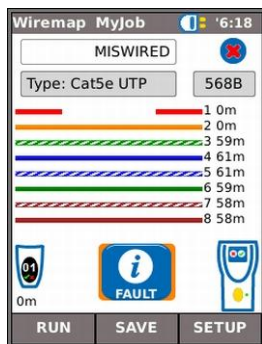 Wiremap MyJob '6:18
MISWIRED
Type: Cat5e UTP 568B
1 0m
2 0m
3 59m
4 61m
5 61m
6 59m
7 58m
8 58m
01
0m
i
FAULT
RUN SAVE SETUP